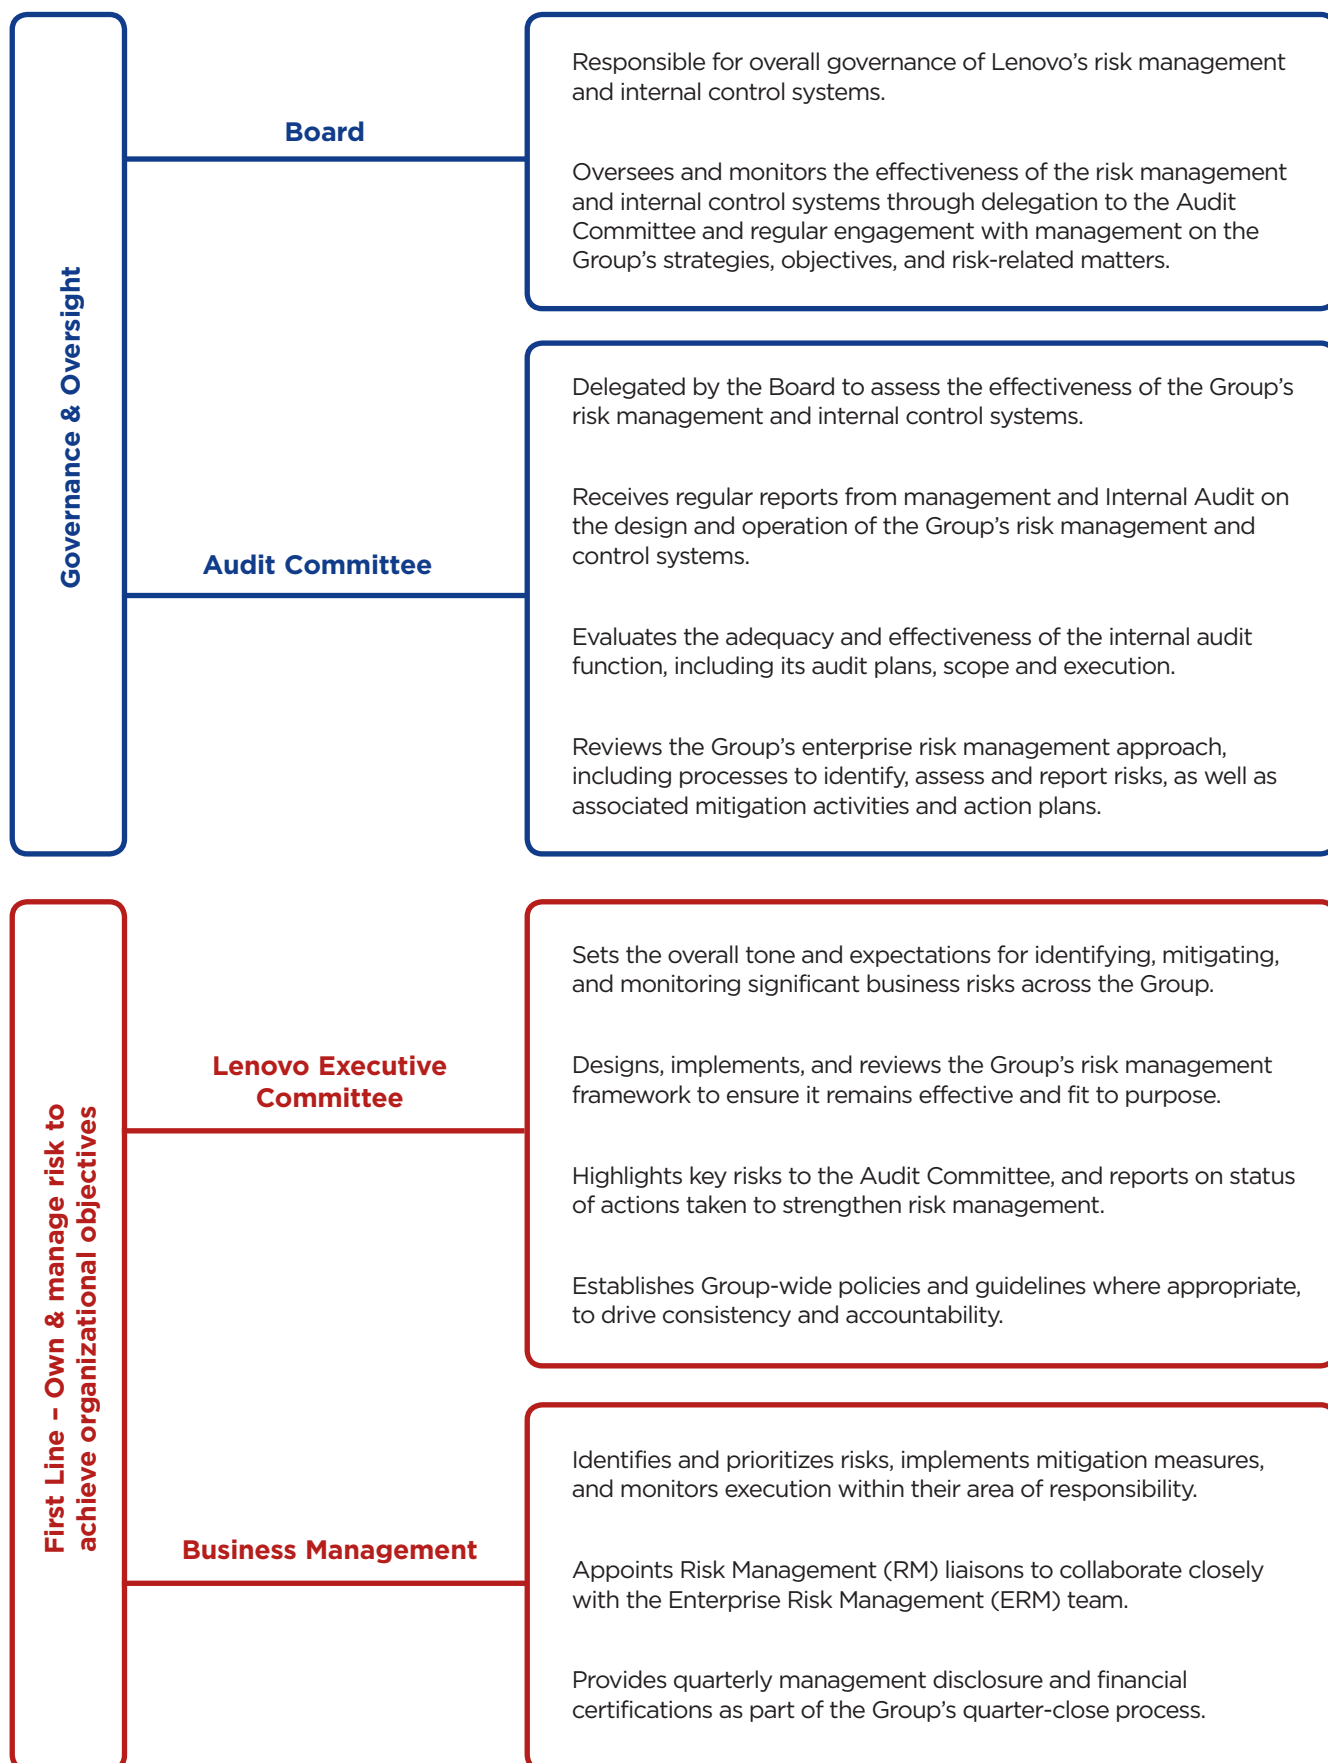 Governance & Oversight
Board
Responsible for overall governance of Lenovo’s risk management
and internal control systems.
Oversees and monitors the effectiveness of the risk management
and internal control systems through delegation to the Audit
Committee and regular engagement with management on the
Group’s strategies, objectives, and risk-related matters.
Audit Committee
Delegated by the Board to assess the effectiveness of the Group’s
risk management and internal control systems.
Receives regular reports from management and Internal Audit on
the design and operation of the Group’s risk management and
control systems.
Evaluates the adequacy and effectiveness of the internal audit
function, including its audit plans, scope and execution.
Reviews the Group’s enterprise risk management approach,
including processes to identify, assess and report risks, as well as
associated mitigation activities and action plans.
First Line – Own & manage risk to
achieve organizational objectives
Lenovo Executive
Committee
Sets the overall tone and expectations for identifying, mitigating,
and monitoring significant business risks across the Group.
Designs, implements, and reviews the Group’s risk management
framework to ensure it remains effective and fit to purpose.
Highlights key risks to the Audit Committee, and reports on status
of actions taken to strengthen risk management.
Establishes Group-wide policies and guidelines where appropriate,
to drive consistency and accountability.
Business Management
Identifies and prioritizes risks, implements mitigation measures,
and monitors execution within their area of responsibility.
Appoints Risk Management (RM) liaisons to collaborate closely
with the Enterprise Risk Management (ERM) team.
Provides quarterly management disclosure and financial
certifications as part of the Group’s quarter-close process.